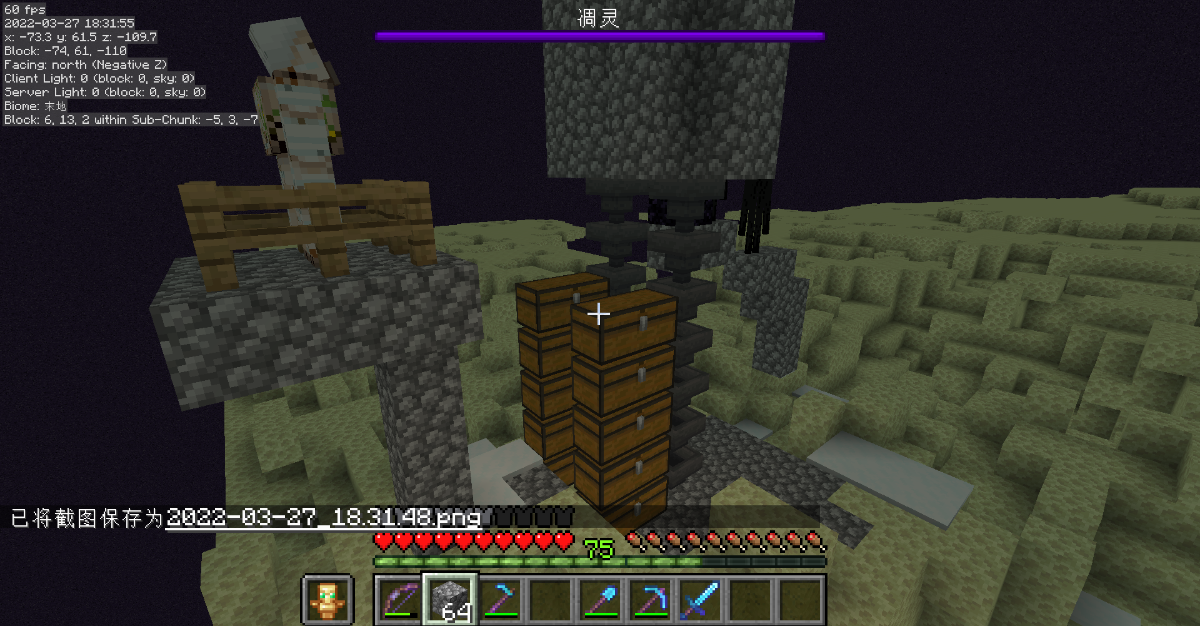 60 fps
2022-03-27 18:31:55
x: -73.3 y: 61.5 z: -109.7
Block: -74, 61, -110
Facing: north (Negative Z)
Client Light: 0 (block: 0, sky: 0)
Server Light: 0 (block: 0, sky: 0)
Biome: 末地
Block: 6, 13, 2 within Sub-Chunk: -5, 3, -7
凋灵
已将截图保存为2022-03-27_18.31.48.png
75
64